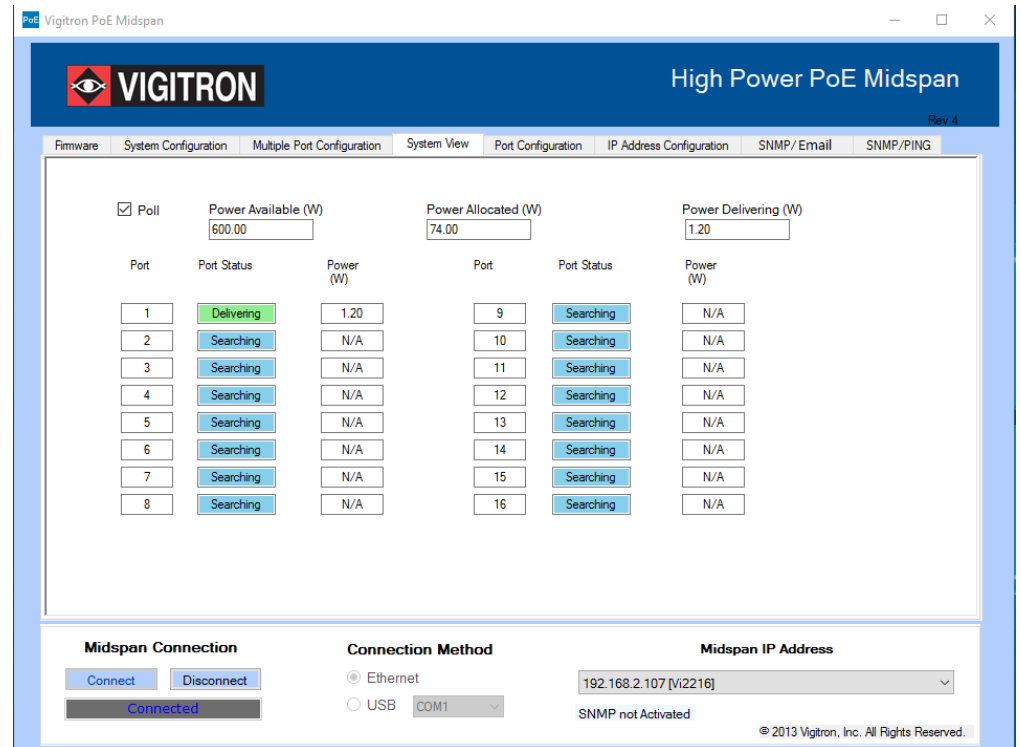 PoE Vigitron PoE Midspan
VIGITRON High Power PoE Midspan
Rev 4
Firmware System Configuration Multiple Port Configuration System View Port Configuration IP Address Configuration SNMP/Email SNMP/PING
Poll Power Available (W) Power Allocated (W) Power Delivering (W)
600.00 74.00 1.20
Port Port Status Power (W) Port Port Status Power (W)
1 Delivering 1.20 9 Searching N/A
2 Searching N/A 10 Searching N/A
3 Searching N/A 11 Searching N/A
4 Searching N/A 12 Searching N/A
5 Searching N/A 13 Searching N/A
6 Searching N/A 14 Searching N/A
7 Searching N/A 15 Searching N/A
8 Searching N/A 16 Searching N/A
Midspan Connection Connection Method Midspan IP Address
Connect Disconnect Ethernet 192.168.2.107 [Vi2216]
Connected USB COM1 SNMP not Activated
© 2013 Vigitron, Inc. All Rights Reserved.